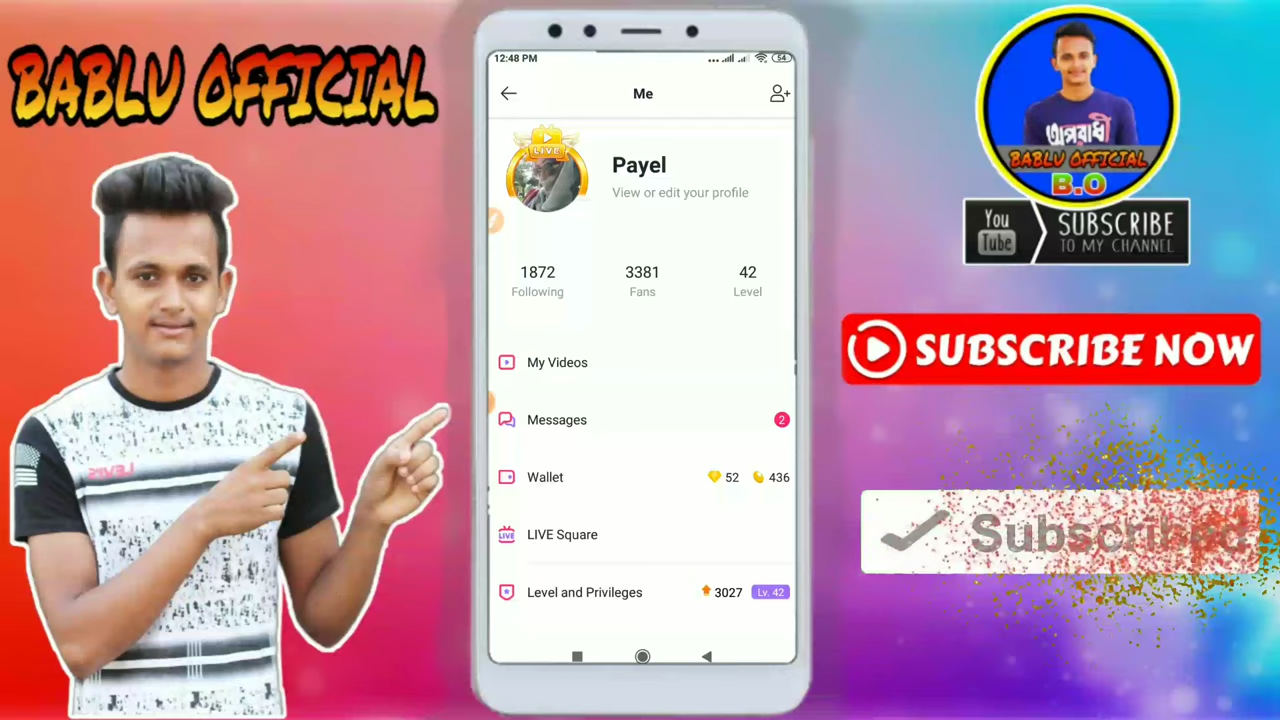 BABLU OFFICIAL
12:48 PM
54
Me
LIVE
Payel
View or edit your profile
1872
3381
42
Following
Fans
Level
My Videos
Messages
2
Wallet
52
436
LIVE
LIVE Square
Level and Privileges
3027
Lv. 42
অপরাধী
BABLU OFFICIAL
B.O
You Tube
SUBSCRIBE
TO MY CHANNEL
SUBSCRIBE NOW
Subscribed